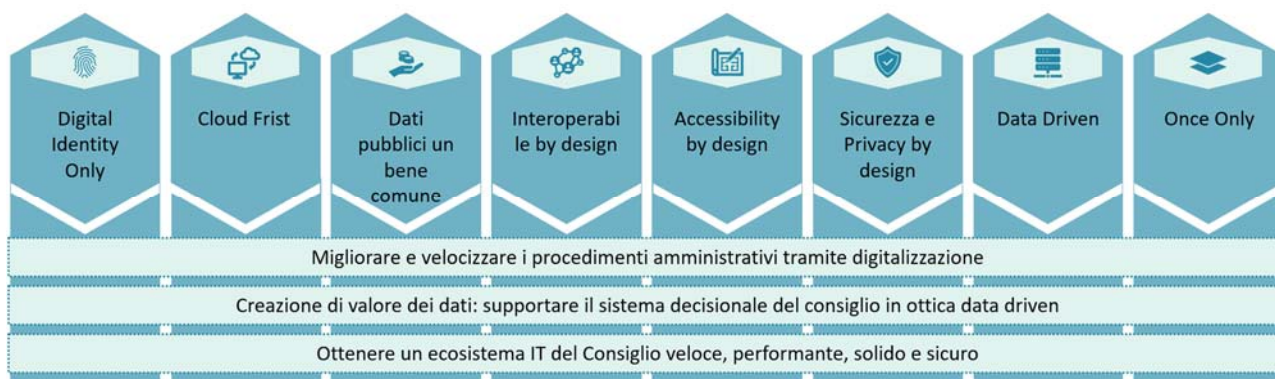 Digital
Identity
Only
Cloud Frist
Dati
pubblici un
bene
comune
Interoperabi
le by design
Accessibility
by design
Sicurezza e
Privacy by
design
Data Driven
Once Only
Migliorare e velocizzare i procedimenti amministrativi tramite digitalizzazione
Creazione di valore dei dati: supportare il sistema decisionale del consiglio in ottica data driven
Ottenere un ecosistema IT del Consiglio veloce, performante, solido e sicuro